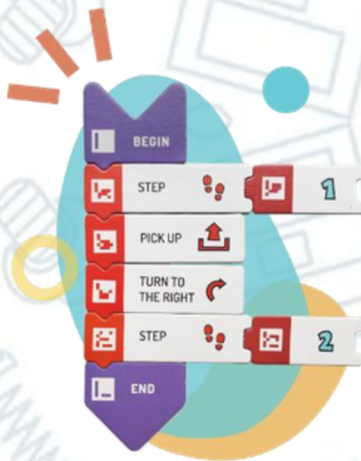 BEGIN
STEP 1
PICK UP
TURN TO
THE RIGHT
STEP 2
END